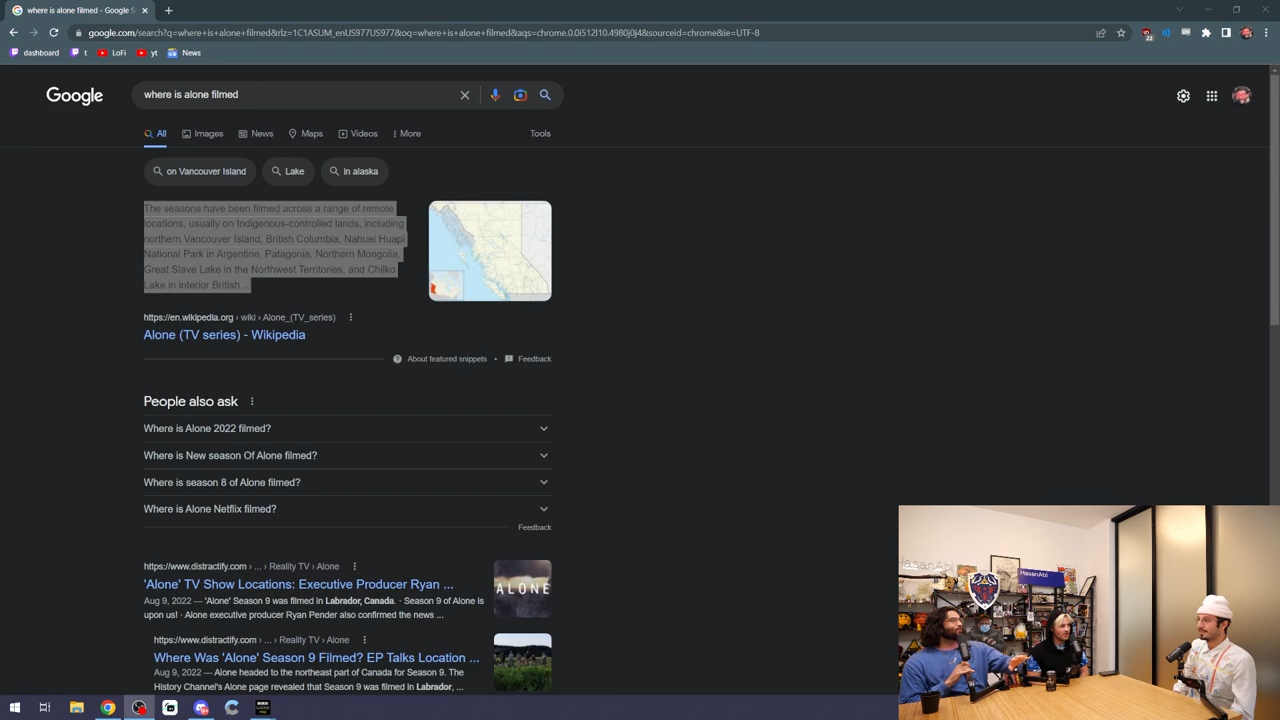 where is alone filmed - Google S
google.com/search?q=where+is+alone+filmed&rlz=1C1ASUM_enUS977US977&oq=where+is+alone+filmed&aqs=chrome.0.0i512l10.4980j0j4&sourceid=chrome&ie=UTF-8
22
dashboard
t
LoFi
yt
News
Google
where is alone filmed
All
Images
News
Maps
Videos
More
Tools
on Vancouver Island
Lake
in alaska
The seasons have been filmed across a range of remote
locations, usually on Indigenous-controlled lands, including
northern Vancouver Island, British Columbia, Nahuel Huapi
National Park in Argentine, Patagonia, Northern Mongolia,
Great Slave Lake in the Northwest Territories, and Chilko
Lake in interior British ...
https://en.wikipedia.org › wiki › Alone_(TV_series)
Alone (TV series) - Wikipedia
About featured snippets • Feedback
People also ask
Where is Alone 2022 filmed?
Where is New season Of Alone filmed?
Where is season 8 of Alone filmed?
Where is Alone Netflix filmed?
Feedback
https://www.distractify.com › ... › Reality TV › Alone
'Alone' TV Show Locations: Executive Producer Ryan ...
Aug 9, 2022 — 'Alone' Season 9 was filmed in Labrador, Canada. · Season 9 of Alone is
upon us! · Alone executive producer Ryan Pender also confirmed the news ...
ALONE
https://www.distractify.com › ... › Reality TV › Alone
Where Was 'Alone' Season 9 Filmed? EP Talks Location ...
Aug 9, 2022 — Alone headed to the northeast part of Canada for Season 9. The
History Channel's Alone page revealed that Season 9 was filmed in Labrador, ...
HasanAbi